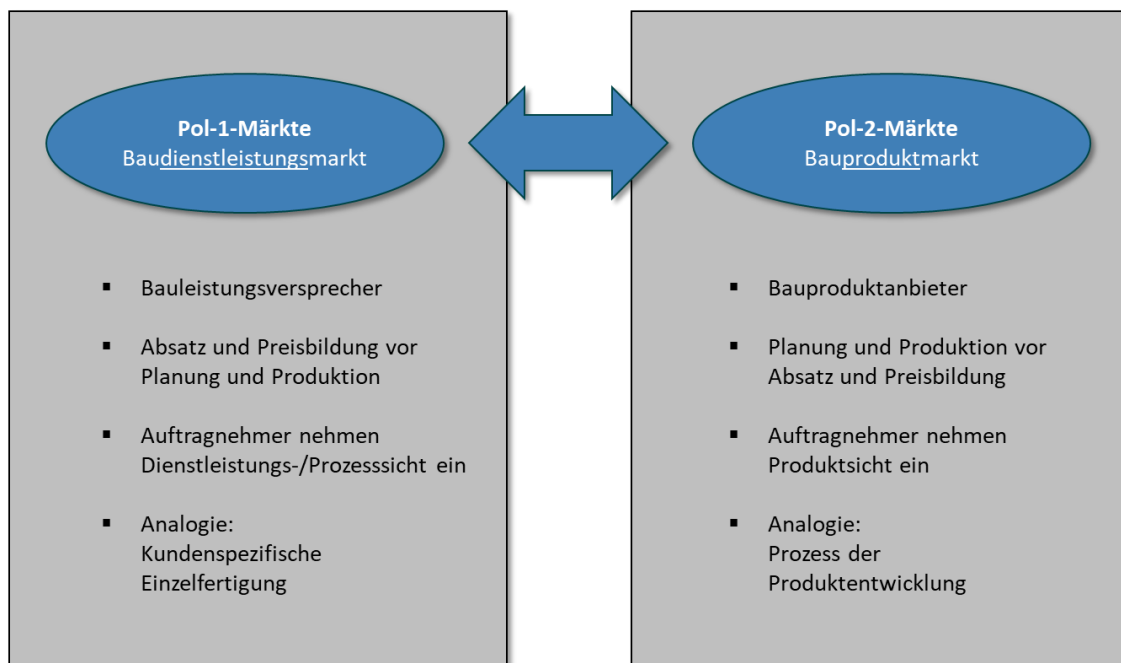 Pol-1-Märkte
Baudienstleistungsmarkt
▪ Bauleistungsversprecher
▪ Absatz und Preisbildung vor
Planung und Produktion
▪ Auftragnehmer nehmen
Dienstleistungs-/Prozesssicht ein
▪ Analogie:
Kundenspezifische
Einzelfertigung
Pol-2-Märkte
Bauproduktmarkt
▪ Bauproduktanbieter
▪ Planung und Produktion vor
Absatz und Preisbildung
▪ Auftragnehmer nehmen
Produktsicht ein
▪ Analogie:
Prozess der
Produktentwicklung